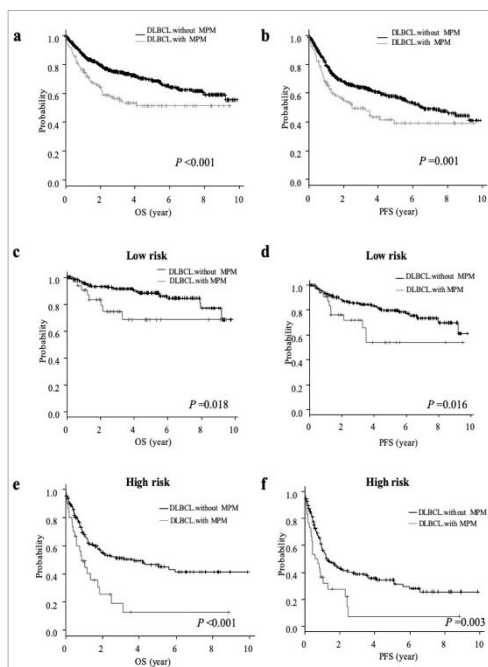 a
DLBCL.without MPM
DLBCL.with MPM
1.0
0.8
0.6
0.4
0.2
0.0
Probability
P <0.001
0 2 4 6 8 10
OS (year)
b
DLBCL.without MPM
DLBCL.with MPM
1.0
0.8
0.6
0.4
0.2
0.0
Probability
P =0.001
0 2 4 6 8 10
PFS (year)
Low risk
c
DLBCL.without MPM
DLBCL.with MPM
1.0
0.8
0.6
0.4
0.2
0.0
Probability
P =0.018
0 2 4 6 8 10
OS (year)
Low risk
d
DLBCL.without MPM
DLBCL.with MPM
1.0
0.8
0.6
0.4
0.2
0.0
Probability
P =0.016
0 2 4 6 8 10
PFS (year)
High risk
e
DLBCL.without MPM
DLBCL.with MPM
1.0
0.8
0.6
0.4
0.2
0.0
Probability
P <0.001
0 2 4 6 8 10
OS (year)
High risk
f
DLBCL.without MPM
DLBCL.with MPM
1.0
0.8
0.6
0.4
0.2
0.0
Probability
P =0.003
0 2 4 6 8 10
PFS (year)